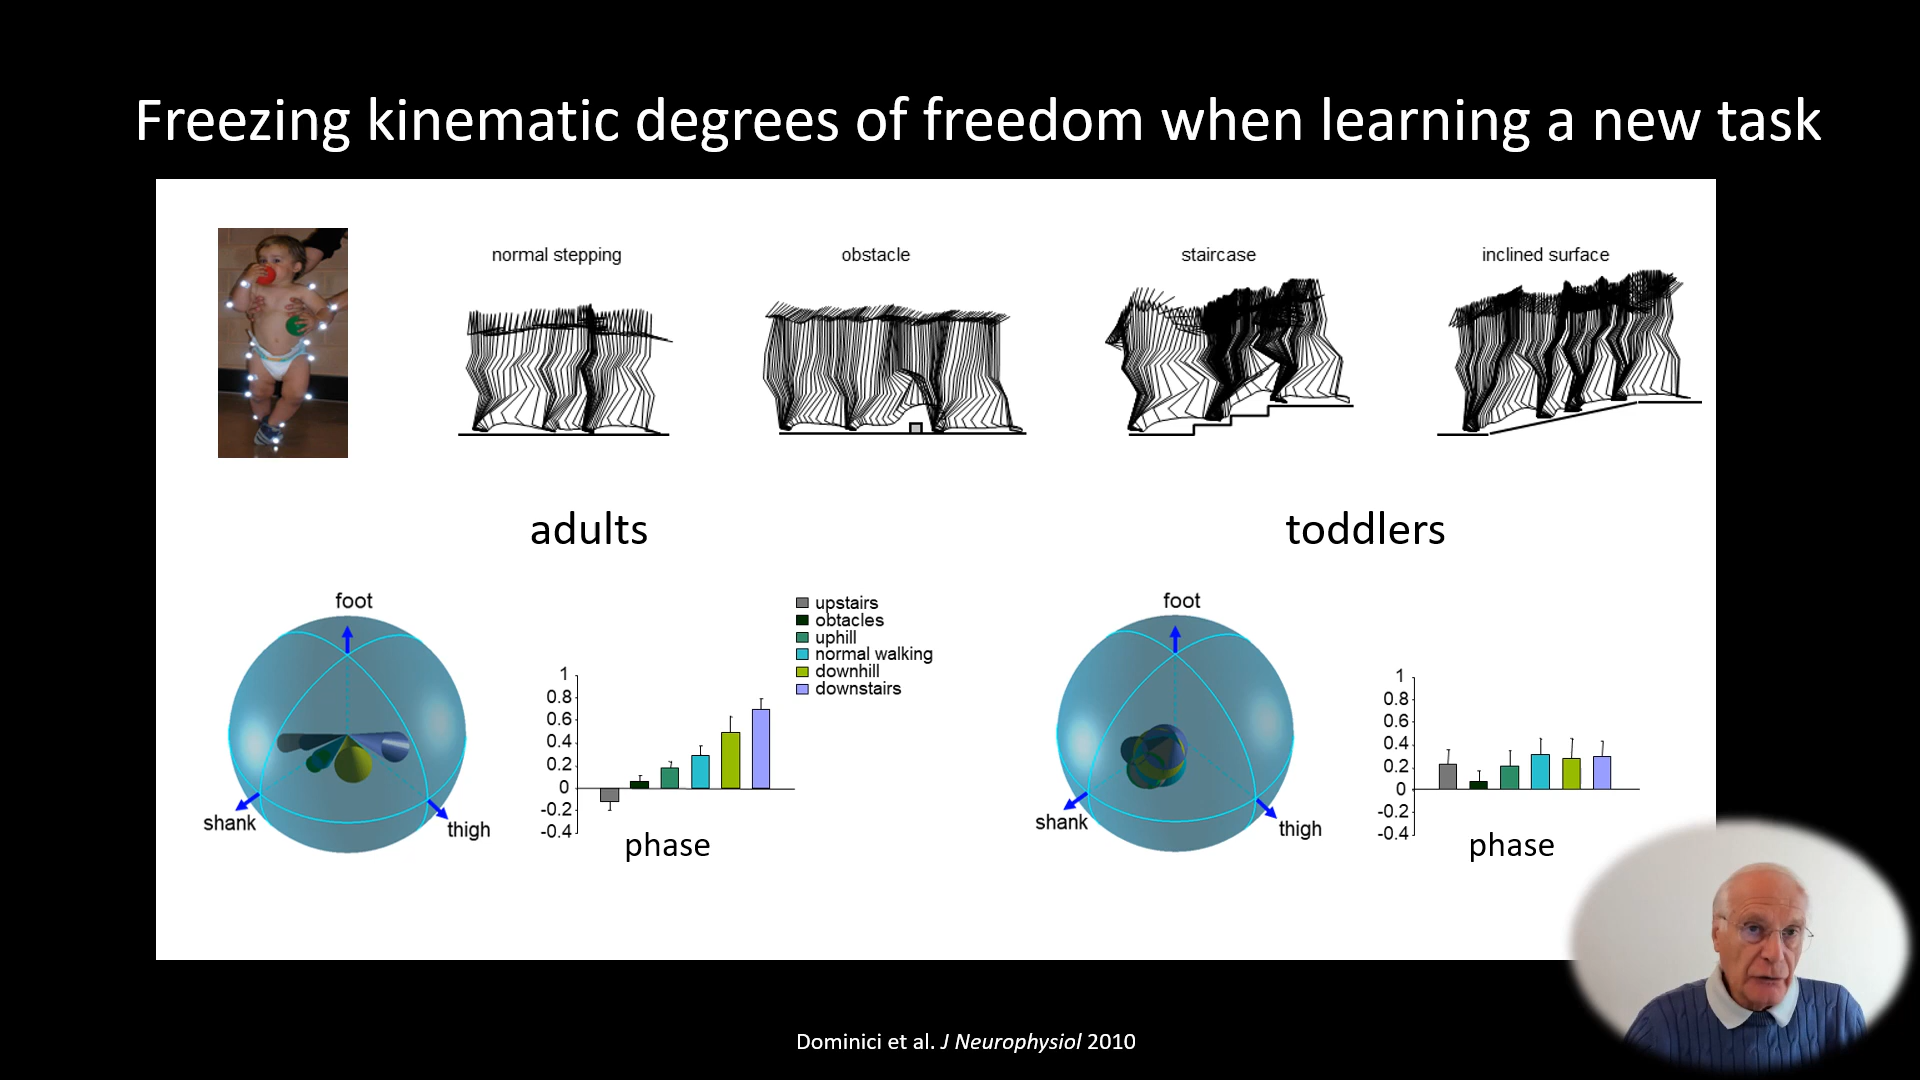 Freezing kinematic degrees of freedom when learning a new task
normal stepping
obstacle
staircase
inclined surface
adults
toddlers
foot
shank
thigh
1
0.8
0.6
0.4
0.2
0
-0.2
-0.4
phase
upstairs
obtacles
uphill
normal walking
downhill
downstairs
foot
shank
thigh
1
0.8
0.6
0.4
0.2
0
-0.2
-0.4
phase
Dominici et al. J Neurophysiol 2010